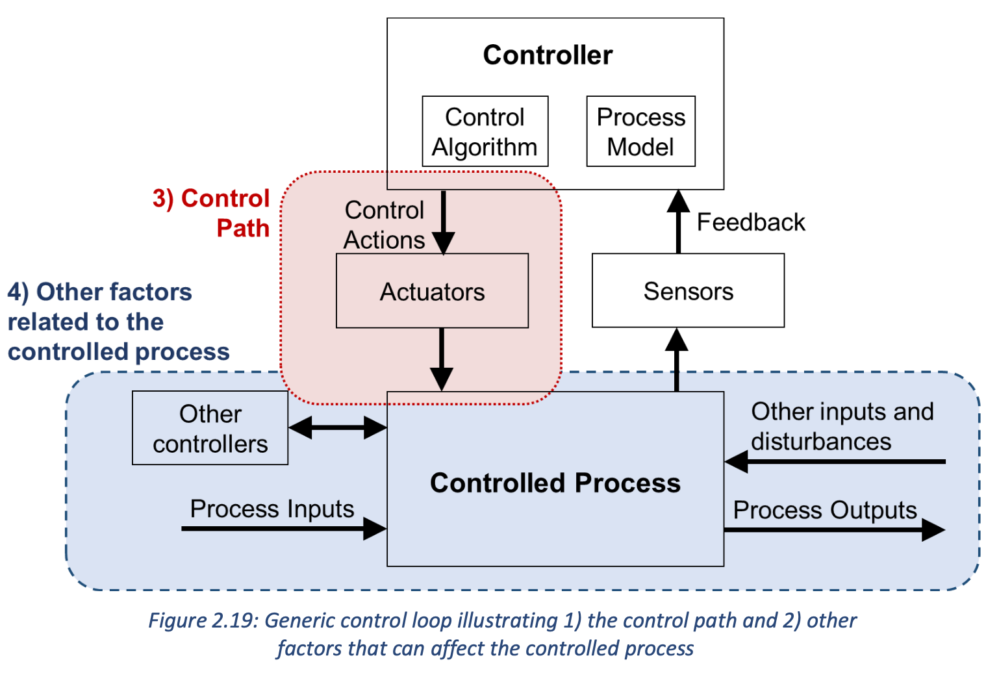 Controller
Control
Algorithm
Process
Model
3) Control
Path
Control
Actions
Feedback
Actuators
Sensors
4) Other factors
related to the
controlled process
Other
controllers
Other inputs and
disturbances
Controlled Process
Process Inputs
Process Outputs
Figure 2.19: Generic control loop illustrating 1) the control path and 2) other
factors that can affect the controlled process